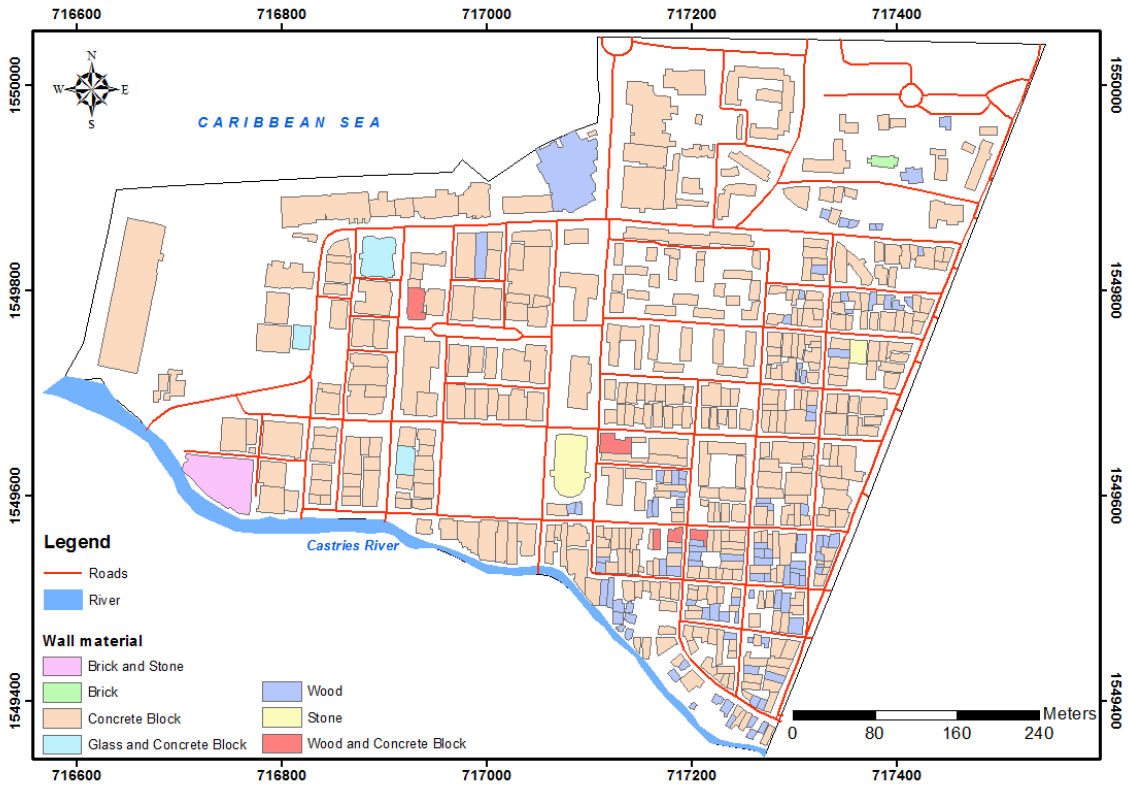 716600 716800 717000 717200 717400
1550000
1549800
1549600
1549400
1550000
1549800
1549600
1549400
N
W E
S
CARIBBEAN SEA
Castries River
Legend
Roads
River
Wall material
Brick and Stone
Brick
Concrete Block
Glass and Concrete Block
Wood
Stone
Wood and Concrete Block
Meters
0 80 160 240
716600 716800 717000 717200 717400